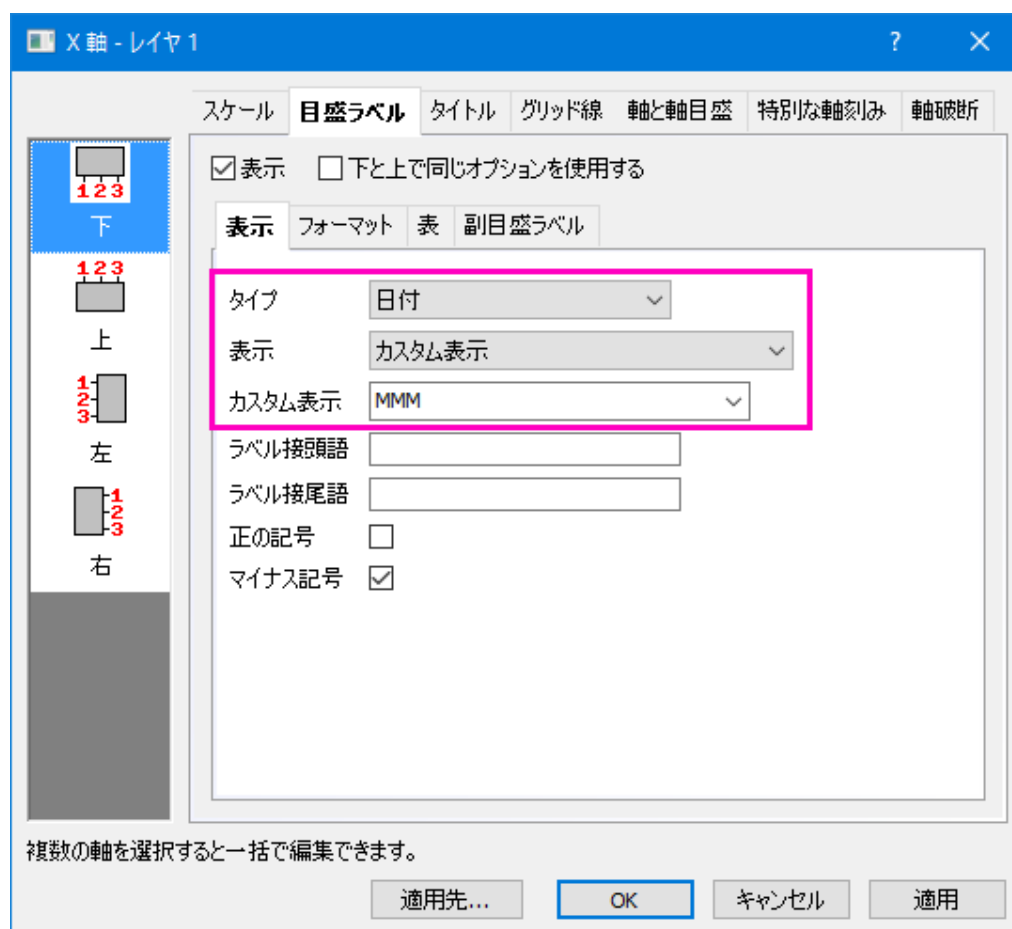 X 軸 - レイヤ 1
?
スケール 目盛ラベル タイトル グリッド線 軸と軸目盛 特別な軸刻み 軸破断
1 2 3
下
1 2 3
上
1
2
3
左
1
2
3
右
表示 下と上で同じオプションを使用する
表示 フォーマット 表 副目盛ラベル
タイプ 日付
表示 カスタム表示
カスタム表示 MMM
ラベル接頭語
ラベル接尾語
正の記号
マイナス記号
複数の軸を選択すると一括で編集できます。
適用先... OK キャンセル 適用